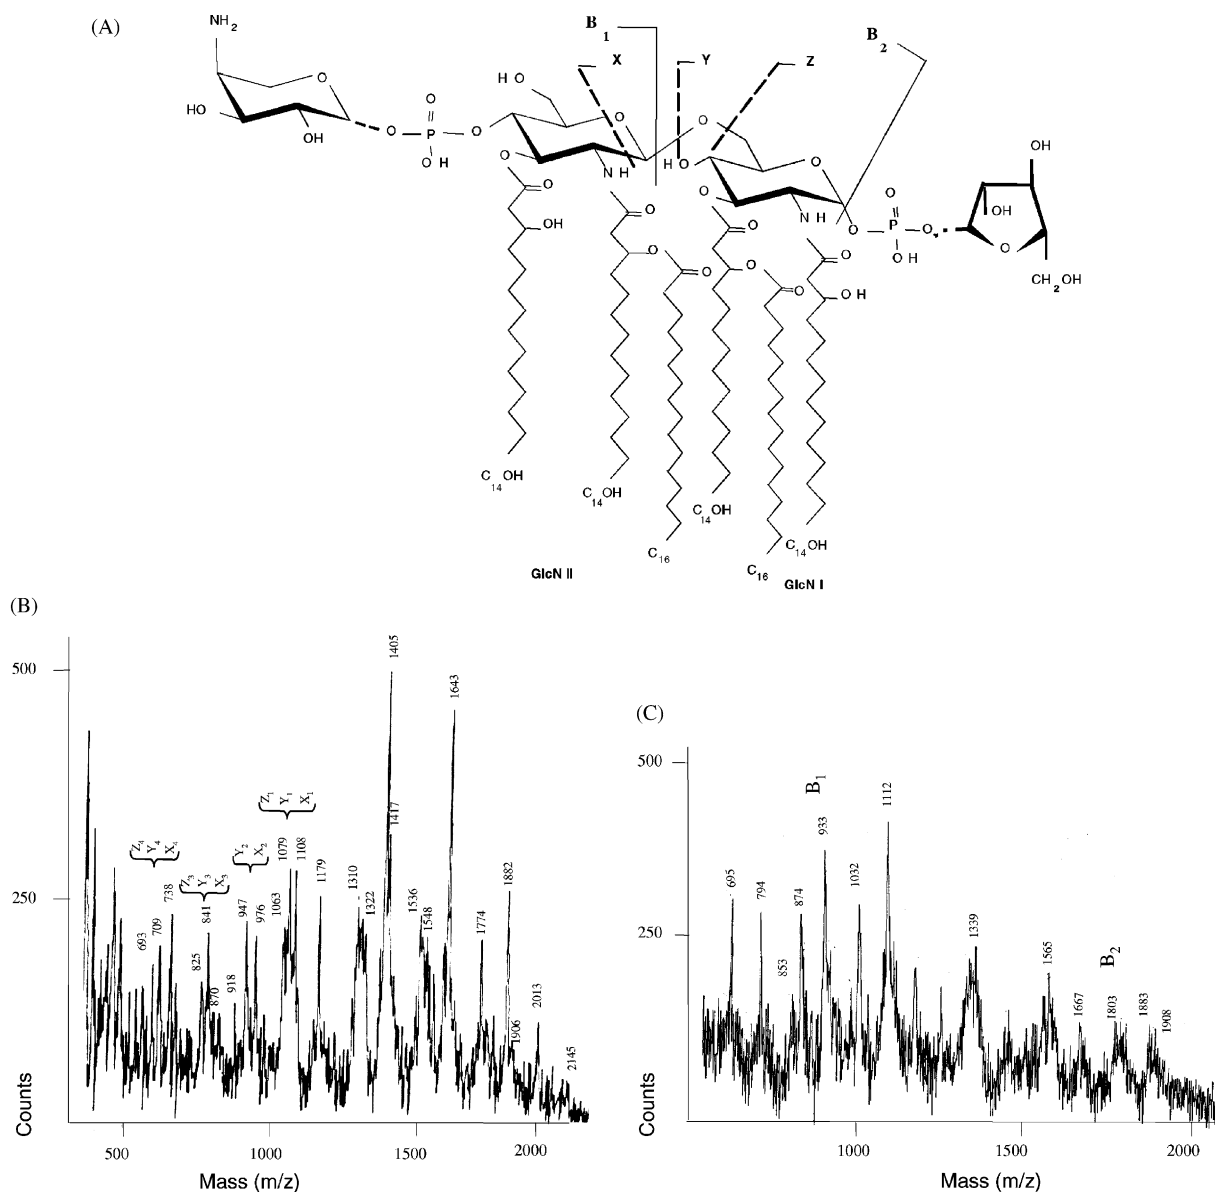 (A)
NH2
B1
B2
X
Y
Z
HO
O
HO
OH
O
O
P
OH
O
O
O
O
NH
O
HO
O
O
NH
O
O
P
OH
O
OH
OH
O
CH2OH
O
OH
O
O
O
O
O
O
O
OH
C14OH
C14OH
C16
C14OH
C16
C14OH
GlcN II
GlcN I
(B)
500
250
Counts
693
709
738
Z4
Y4
X4
825
841
870
Z3
Y3
X3
918
947
976
Y2
X2
1063
1079
1108
Z1
Y1
X1
1179
1310
1322
1405
1417
1536
1548
1643
1774
1882
1906
2013
2145
500
1000
1500
2000
Mass (m/z)
(C)
500
250
Counts
695
794
853
874
B1
933
1032
1112
1339
1565
1667
B2
1803
1883
1908
1000
1500
2000
Mass (m/z)